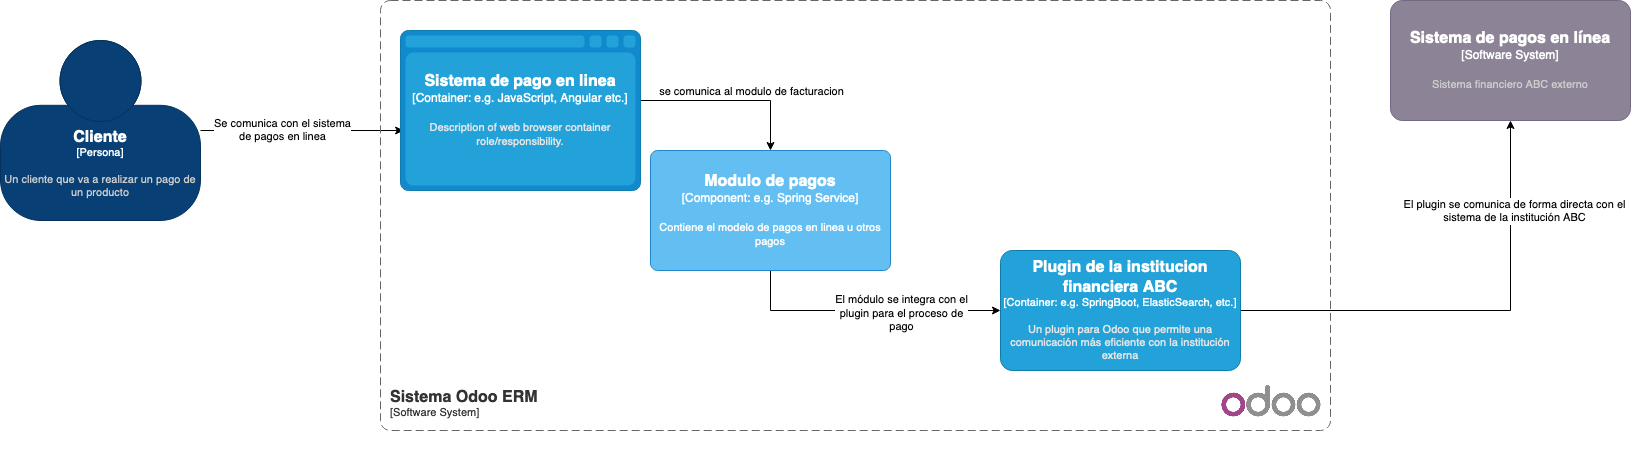 Cliente
[Persona]
Un cliente que va a realizar un pago de
un producto
Se comunica con el sistema
de pagos en linea
Sistema de pago en linea
[Container: e.g. JavaScript, Angular etc.]
Description of web browser container
role/responsibility.
se comunica al modulo de facturacion
Modulo de pagos
[Component: e.g. Spring Service]
Contiene el modelo de pagos en linea u otros
pagos
El módulo se integra con el
plugin para el proceso de
pago
Plugin de la institucion
financiera ABC
[Container: e.g. SpringBoot, ElasticSearch, etc.]
Un plugin para Odoo que permite una
comunicación más eficiente con la institución
externa
Sistema Odoo ERM
[Software System]
odoo
Sistema de pagos en línea
[Software System]
Sistema financiero ABC externo
El plugin se comunica de forma directa con el
sistema de la institución ABC